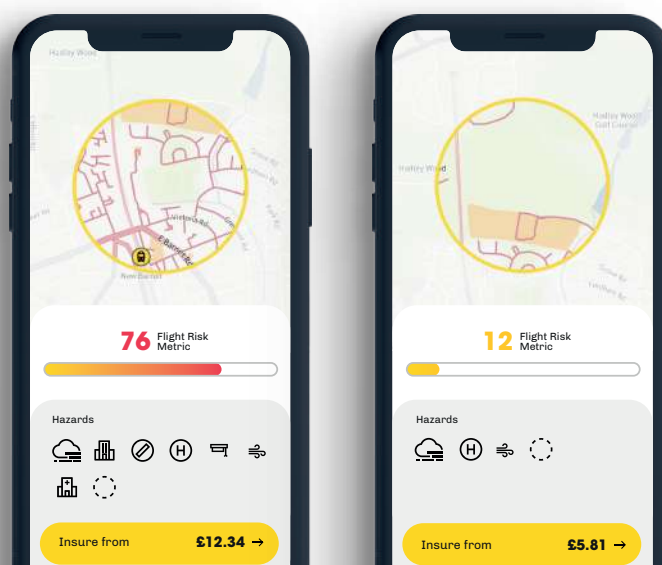 Hadley Wood
Victoria Rd
E Barnet Rd
New Barnet
76 Flight Risk
Metric
Hazards
H
Insure from £12.34 →
Hadley Wood
Golf Course
Hadley Wood
12 Flight Risk
Metric
Hazards
H
Insure from £5.81 →